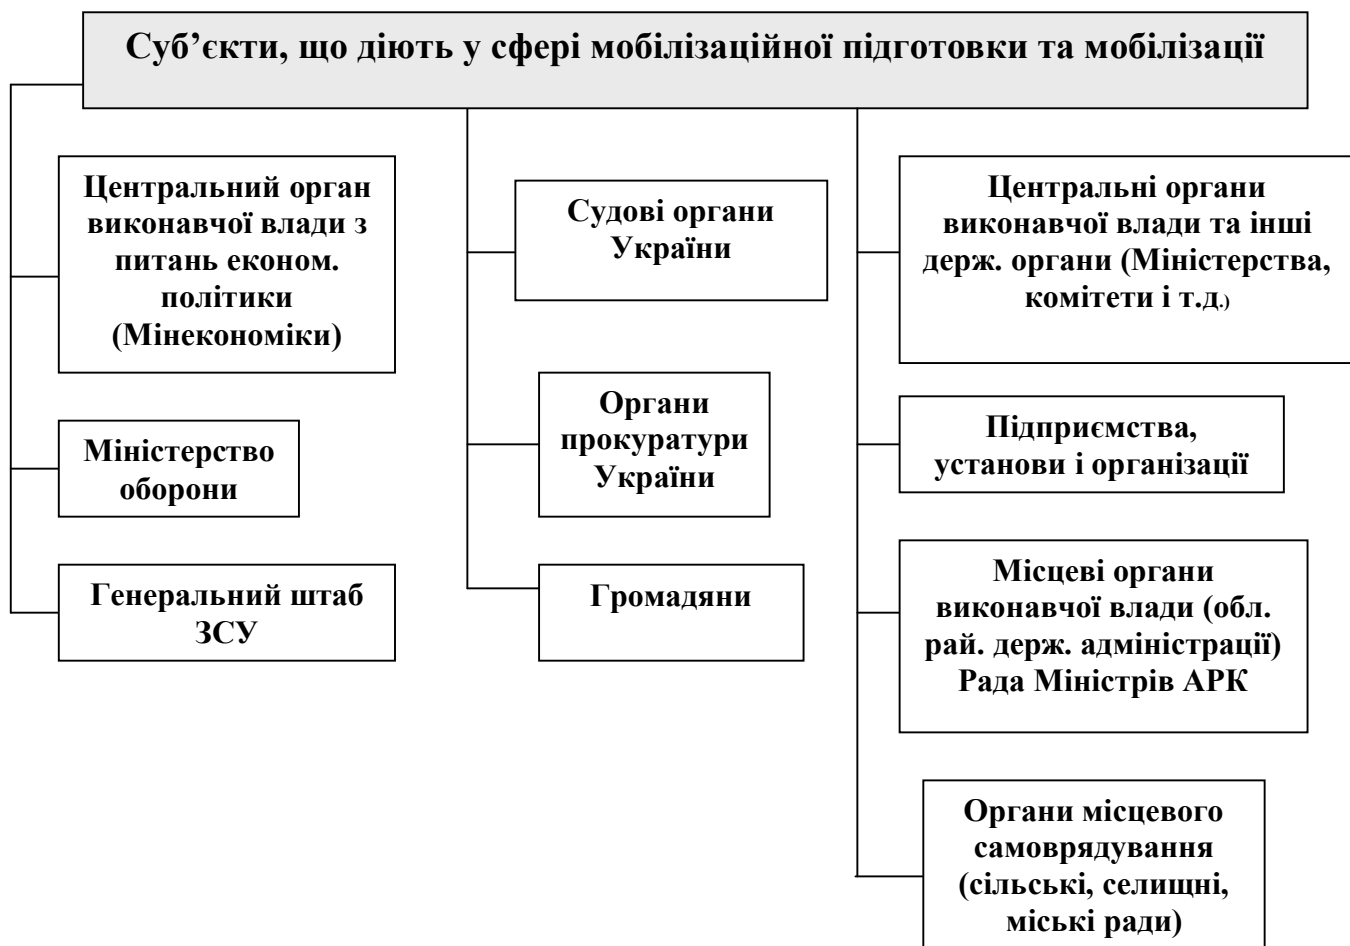 Суб’єкти, що діють у сфері мобілізаційної підготовки та мобілізації
Центральний орган
виконавчої влади з
питань економ.
політики
(Мінекономіки)
Міністерство
оборони
Генеральний штаб
ЗСУ
Судові органи
України
Органи
прокуратури
України
Громадяни
Центральні органи
виконавчої влади та інші
держ. органи (Міністерства,
комітети і т.д.)
Підприємства,
установи і організації
Місцеві органи
виконавчої влади (обл.
рай. держ. адміністрації)
Рада Міністрів АРК
Органи місцевого
самоврядування
(сільські, селищні,
міські ради)